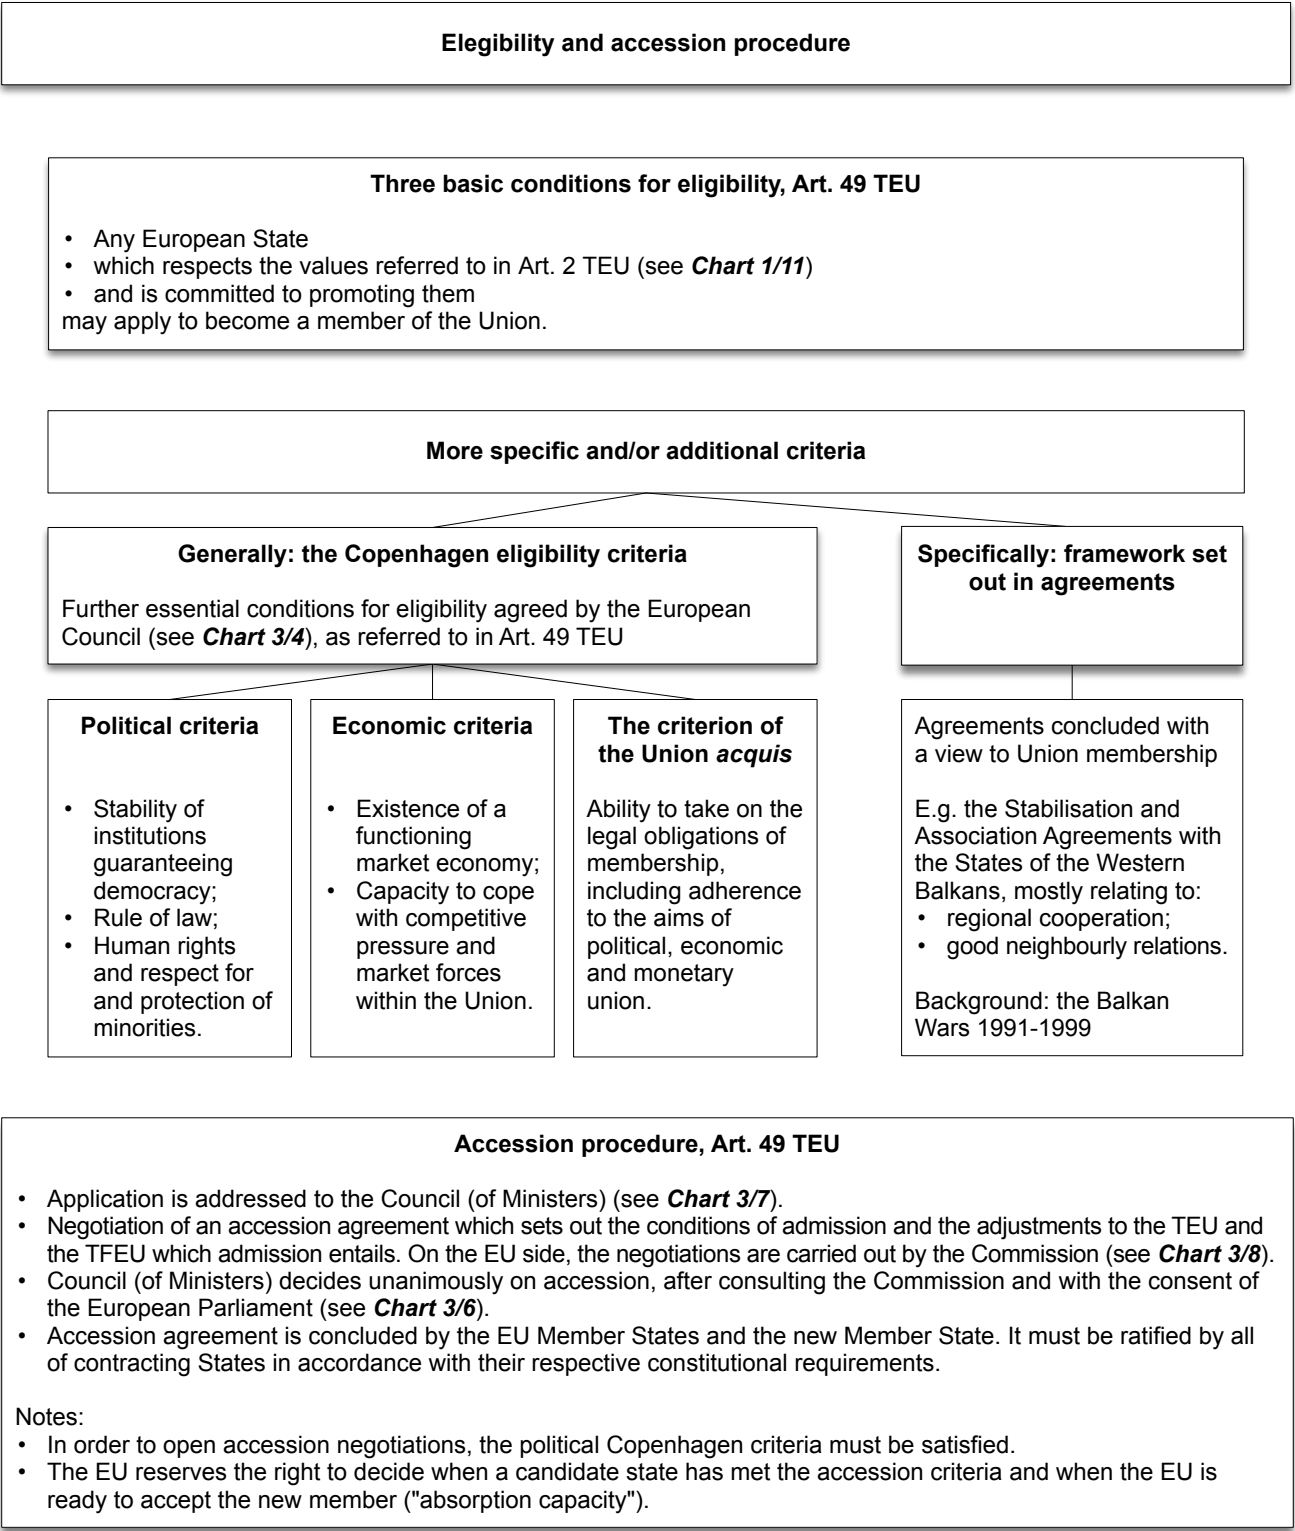 Elegibility and accession procedure
Three basic conditions for eligibility, Art. 49 TEU
• Any European State
• which respects the values referred to in Art. 2 TEU (see Chart 1/11)
• and is committed to promoting them
may apply to become a member of the Union.
More specific and/or additional criteria
Generally: the Copenhagen eligibility criteria
Further essential conditions for eligibility agreed by the European
Council (see Chart 3/4), as referred to in Art. 49 TEU
Specifically: framework set
out in agreements
Political criteria
• Stability of
institutions
guaranteeing
democracy;
• Rule of law;
• Human rights
and respect for
and protection of
minorities.
Economic criteria
• Existence of a
functioning
market economy;
• Capacity to cope
with competitive
pressure and
market forces
within the Union.
The criterion of
the Union acquis
Ability to take on the
legal obligations of
membership,
including adherence
to the aims of
political, economic
and monetary
union.
Agreements concluded with
a view to Union membership
E.g. the Stabilisation and
Association Agreements with
the States of the Western
Balkans, mostly relating to:
• regional cooperation;
• good neighbourly relations.
Background: the Balkan
Wars 1991-1999
Accession procedure, Art. 49 TEU
• Application is addressed to the Council (of Ministers) (see Chart 3/7).
• Negotiation of an accession agreement which sets out the conditions of admission and the adjustments to the TEU and
the TFEU which admission entails. On the EU side, the negotiations are carried out by the Commission (see Chart 3/8).
• Council (of Ministers) decides unanimously on accession, after consulting the Commission and with the consent of
the European Parliament (see Chart 3/6).
• Accession agreement is concluded by the EU Member States and the new Member State. It must be ratified by all
of contracting States in accordance with their respective constitutional requirements.
Notes:
• In order to open accession negotiations, the political Copenhagen criteria must be satisfied.
• The EU reserves the right to decide when a candidate state has met the accession criteria and when the EU is
ready to accept the new member ("absorption capacity").